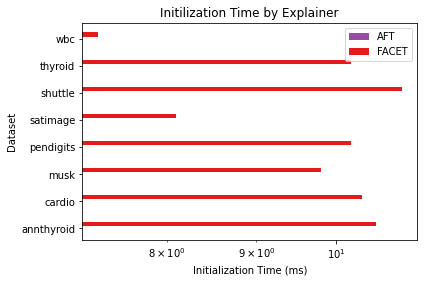 Initilization Time by Explainer
AFT
FACET
wbc
thyroid
shuttle
satimage
pendigits
musk
cardio
annthyroid
Dataset
8 × 10⁰
9 × 10⁰
10¹
Initialization Time (ms)